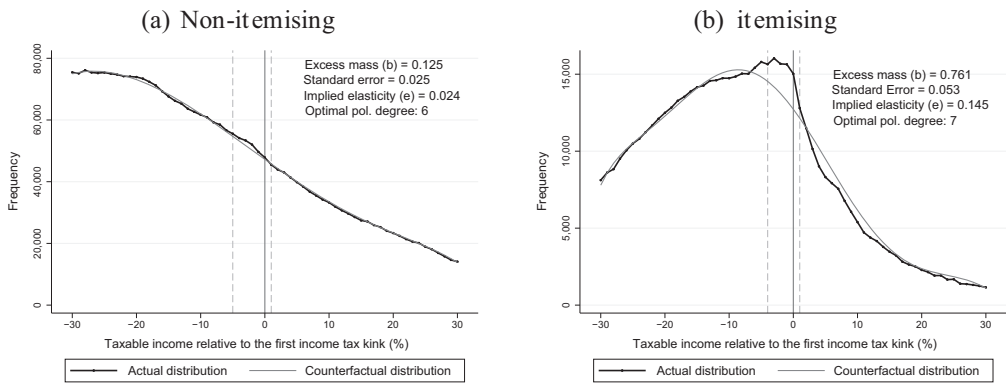 (a) Non-itemising
Excess mass (b) = 0.125
Standard error = 0.025
Implied elasticity (e) = 0.024
Optimal pol. degree: 6
Frequency
80,000
60,000
40,000
20,000
0
−30 −20 −10 0 10 20 30
Taxable income relative to the first income tax kink (%)
Actual distribution Counterfactual distribution
(b) itemising
Excess mass (b) = 0.761
Standard Error = 0.053
Implied elasticity (e) = 0.145
Optimal pol. degree: 7
Frequency
15,000
10,000
5,000
0
−30 −20 −10 0 10 20 30
Taxable income relative to the first income tax kink (%)
Actual distribution Counterfactual distribution